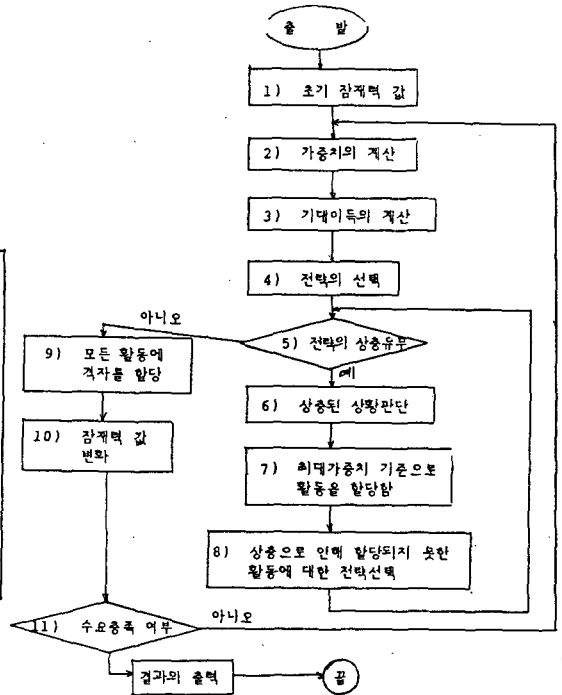 출 발
1) 초기 잠재력 값
2) 가중치의 계산
3) 기대이득의 계산
4) 전략의 선택
아니오
5) 전략의 상충유무
예
9) 모든 활동에
격자를 할당
6) 상충된 상황판단
10) 잠재력 값
변화
7) 최대가중치 기준으로
활동을 할당함
8) 상충으로 인해 할당되지 못한
활동에 대한 전략선택
11) 수요충족 여부
아니오
결과의 출력
끝